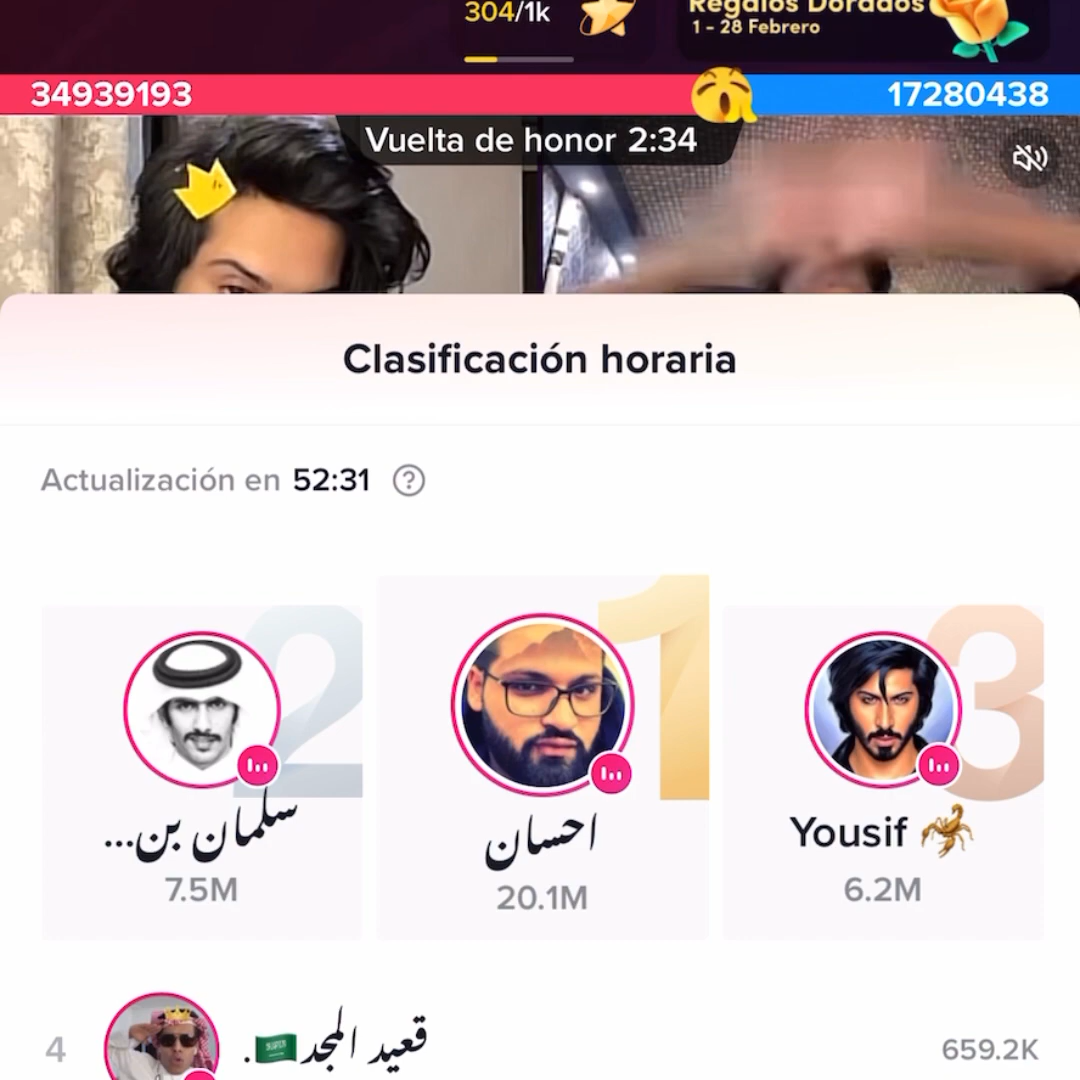 304/1k
Regalos Dorados
1 - 28 Febrero
34939193
17280438
Vuelta de honor 2:34
Clasificación horaria
Actualización en 52:31
2
1
3
سلمان بن...
احسان
Yousif
7.5M
20.1M
6.2M
4
قعيد المجد🇸🇦.
659.2K